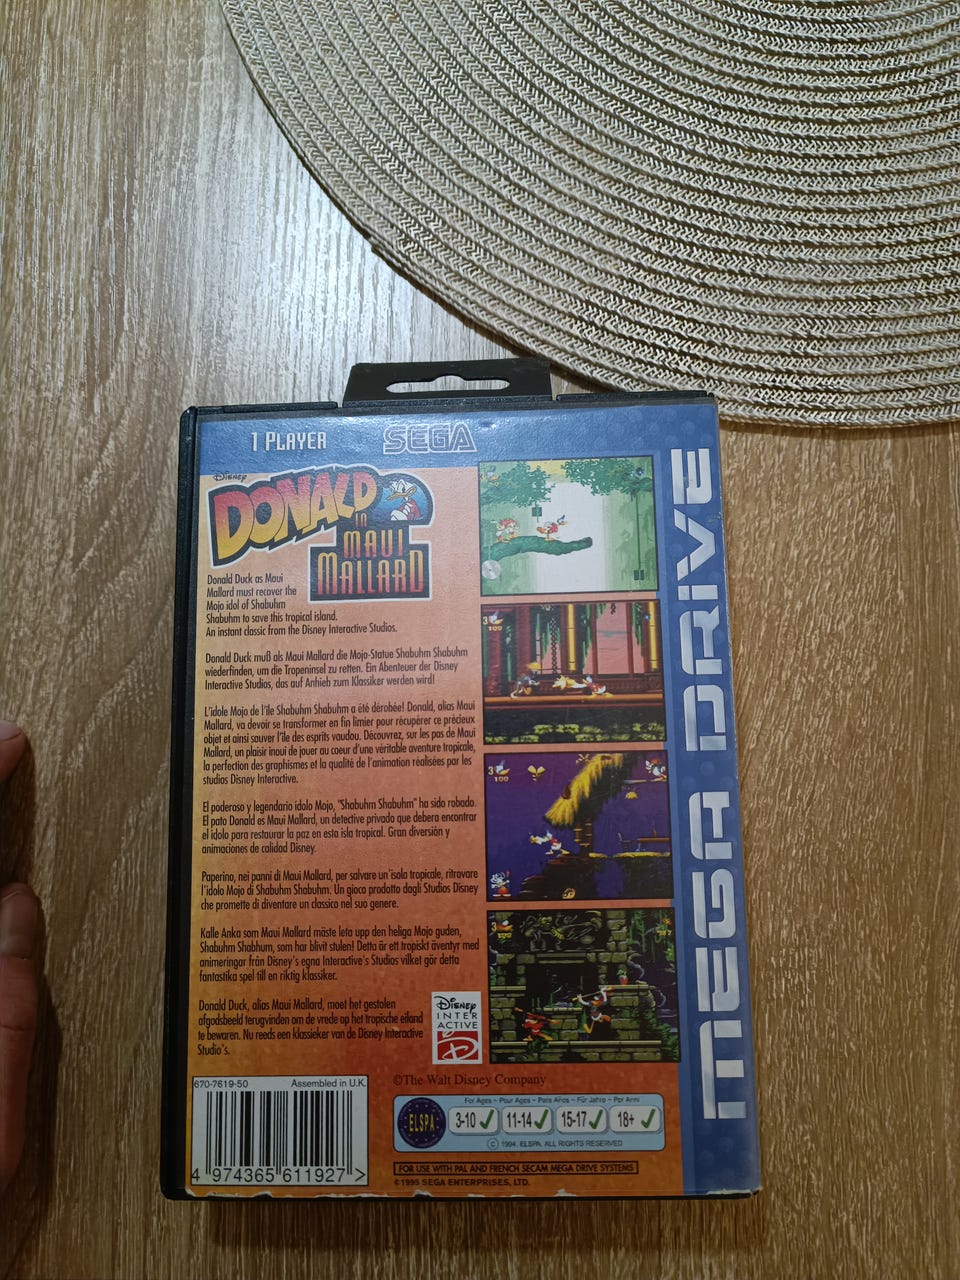 1 PLAYER
SEGA
DISNEY
DONALD
in
MAUI
MALLARD
Donald Duck as Maui
Mallard must recover the
Mojo idol of Shabuhm
Shabuhm to save this tropical island.
An instant classic from the Disney Interactive Studios.
Donald Duck muß als Maui Mallard die Mojo-Statue Shabuhm Shabuhm
wiederfinden, um die Tropeninsel zu retten. Ein Abenteuer der Disney
Interactive Studios, das auf Anhieb zum Klassiker werden wird!
L'idole Mojo de l'île Shabuhm Shabuhm a été dérobée! Donald, alias Maui
Mallard, va devoir se transformer en fin limier pour récupérer ce précieux
objet et ainsi sauver l'île des esprits vaudou. Découvrez, sur les pas de Maui
Mallard, un plaisir inouï de jouer au coeur d'une véritable aventure tropicale,
la perfection des graphismes et la qualité de l'animation réalisées par les
studios Disney Interactive.
El poderoso y legendario idolo Mojo, "Shabuhm Shabuhm" ha sido robado.
El pato Donald es Maui Mallard, un detective privado que debera encontrar
el idolo para restaurar la paz en esta isla tropical. Gran diversión y
animaciones de calidad Disney.
Paperino, nei panni di Maui Mallard, per salvare un'isola tropicale, ritrovare
l'idolo Mojo di Shabuhm Shabuhm. Un gioco prodotto dagli Studios Disney
che promette di diventare un classico nel suo genere.
Kalle Anka som Maui Mallard mäste leta upp den heliga Mojo guden,
Shabuhm Shabhum, som har blivit stulen! Detta är ett tropiskt äventyr med
animeringar från Disney's egna Interactive's Studios vilket gör detta
fantastika spel till en riktig klassiker.
Donald Duck, alias Maui Mallard, moet het gestolen
afgodsbeeld terugvinden om de vrede op het tropische eiland
te bewaren. Nu reeds een klassieker van de Disney Interactive
Studio's.
DISNEY
INTER
ACTIVE
D
3
100
3
100
3
MEGA DRIVE
©The Walt Disney Company
670-7619-50 Assembled in U.K.
4 974365 611927 >
For Ages - Pour Ages - Para Años - Für Jahre - Per Anni
ELSPA
3-10 11-14 15-17 18+
© 1994. ELSPA. ALL RIGHTS RESERVED
FOR USE WITH PAL AND FRENCH SECAM MEGA DRIVE SYSTEMS
©1995 SEGA ENTERPRISES, LTD.